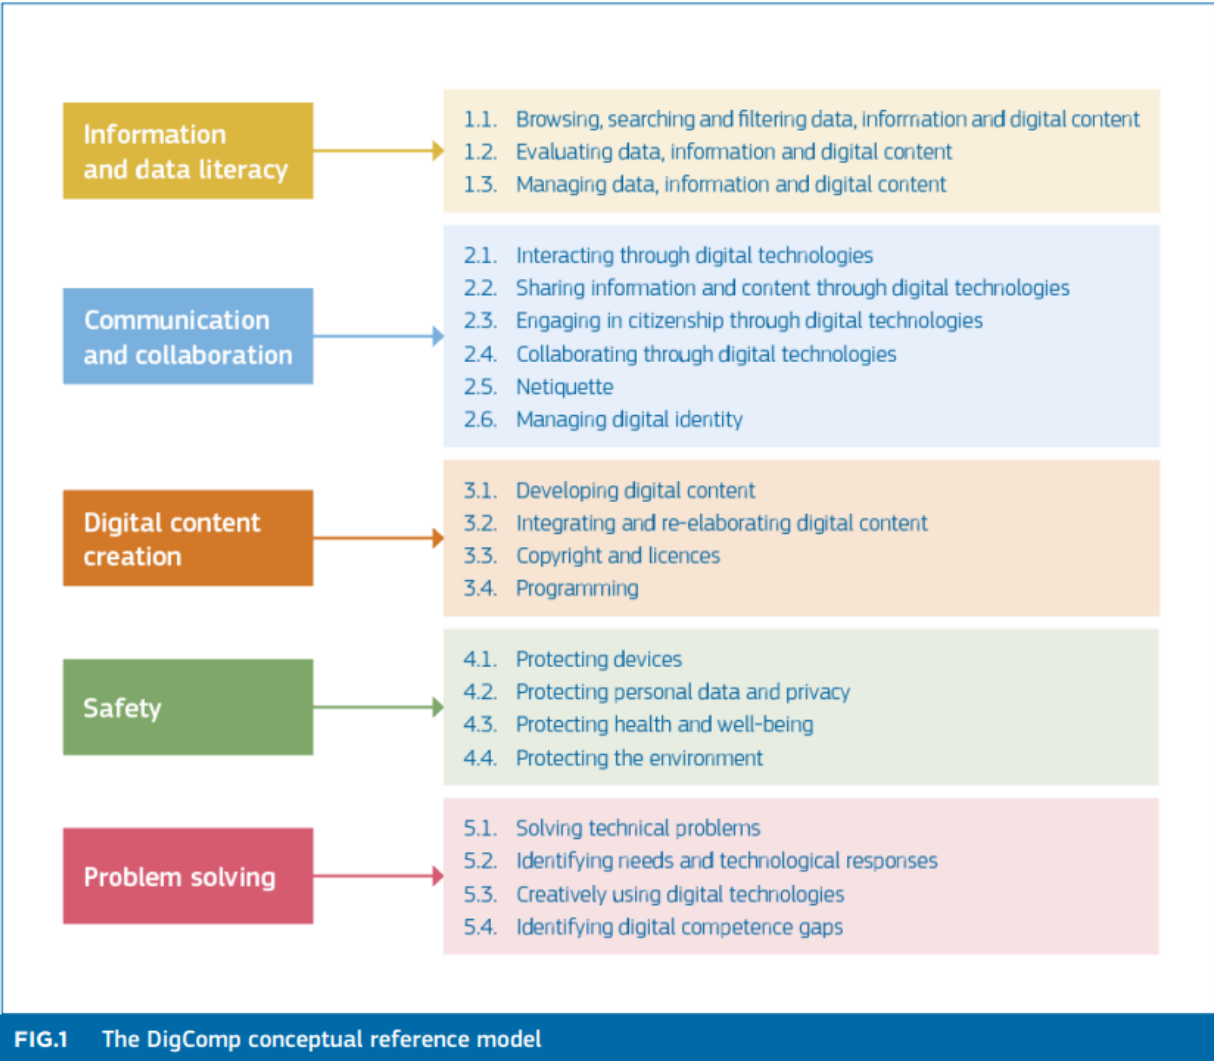 Information
and data literacy
1.1. Browsing, searching and filtering data, information and digital content
1.2. Evaluating data, information and digital content
1.3. Managing data, information and digital content
Communication
and collaboration
2.1. Interacting through digital technologies
2.2. Sharing information and content through digital technologies
2.3. Engaging in citizenship through digital technologies
2.4. Collaborating through digital technologies
2.5. Netiquette
2.6. Managing digital identity
Digital content
creation
3.1. Developing digital content
3.2. Integrating and re-elaborating digital content
3.3. Copyright and licences
3.4. Programming
Safety
4.1. Protecting devices
4.2. Protecting personal data and privacy
4.3. Protecting health and well-being
4.4. Protecting the environment
Problem solving
5.1. Solving technical problems
5.2. Identifying needs and technological responses
5.3. Creatively using digital technologies
5.4. Identifying digital competence gaps
FIG.1 The DigComp conceptual reference model